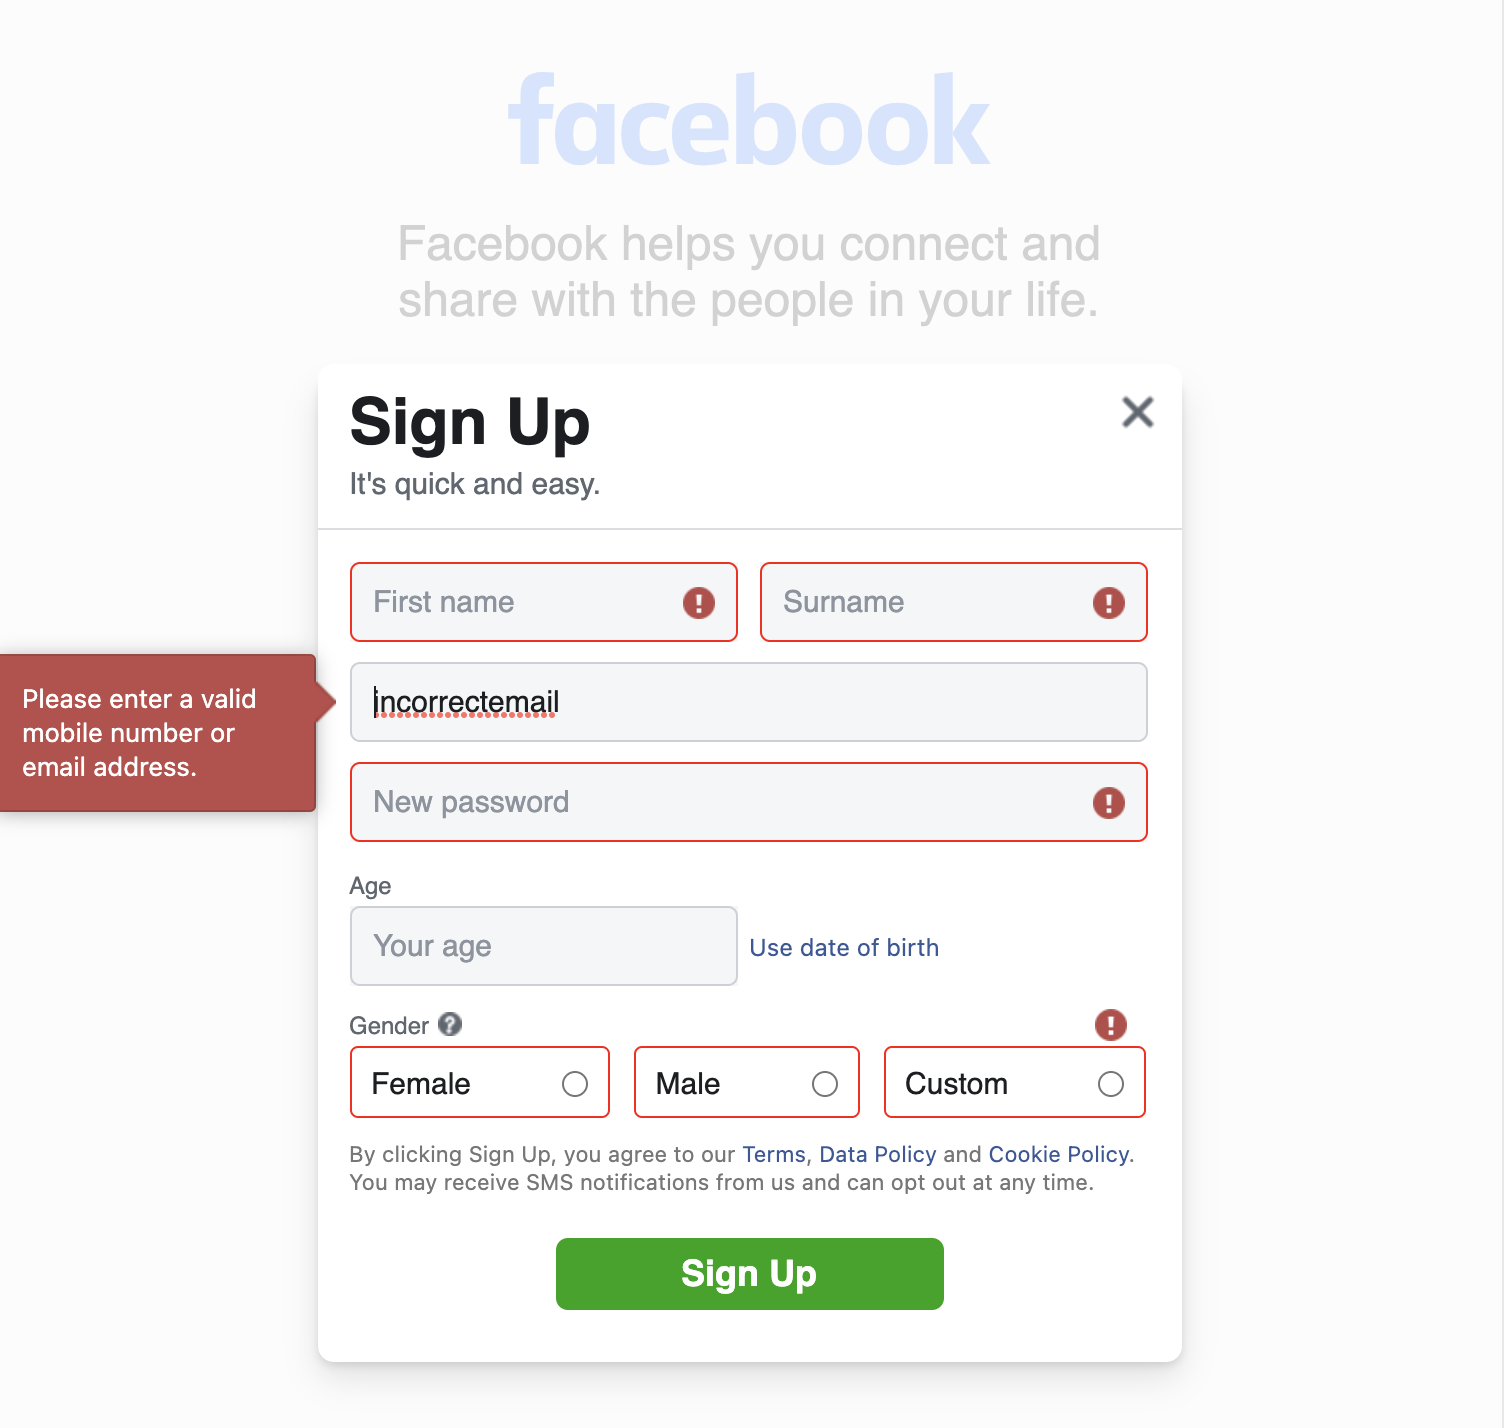 facebook
Facebook helps you connect and
share with the people in your life.
Sign Up
It's quick and easy.
First name
Surname
Please enter a valid
mobile number or
email address.
incorrectemail
New password
Age
Your age
Use date of birth
Gender
Female
Male
Custom
By clicking Sign Up, you agree to our Terms, Data Policy and Cookie Policy.
You may receive SMS notifications from us and can opt out at any time.
Sign Up